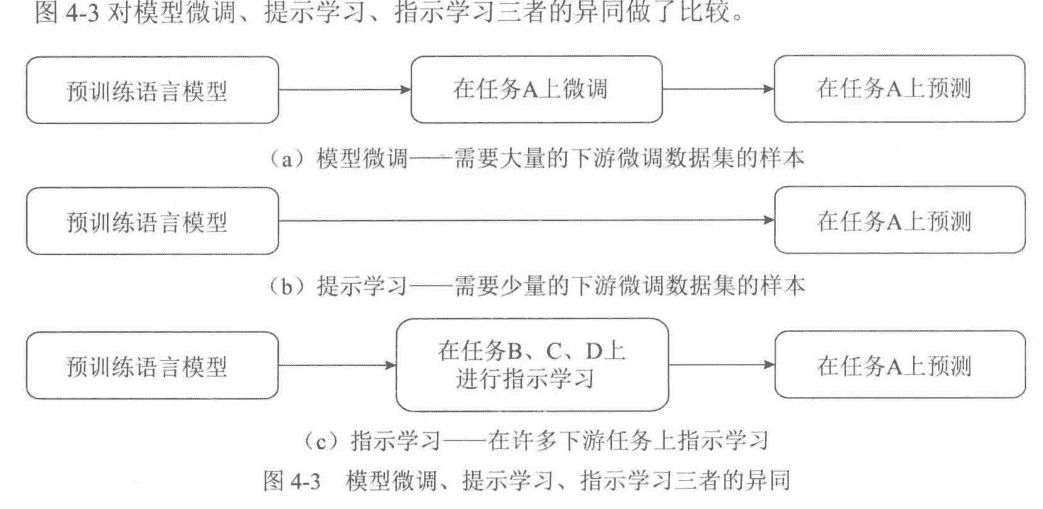 图 4-3 对模型微调、提示学习、指示学习三者的异同做了比较。
预训练语言模型
在任务A上微调
在任务A上预测
（a）模型微调——需要大量的下游微调数据集的样本
预训练语言模型
在任务A上预测
（b）提示学习——需要少量的下游微调数据集的样本
预训练语言模型
在任务B、C、D上
进行指示学习
在任务A上预测
（c）指示学习——在许多下游任务上指示学习
图 4-3 模型微调、提示学习、指示学习三者的异同